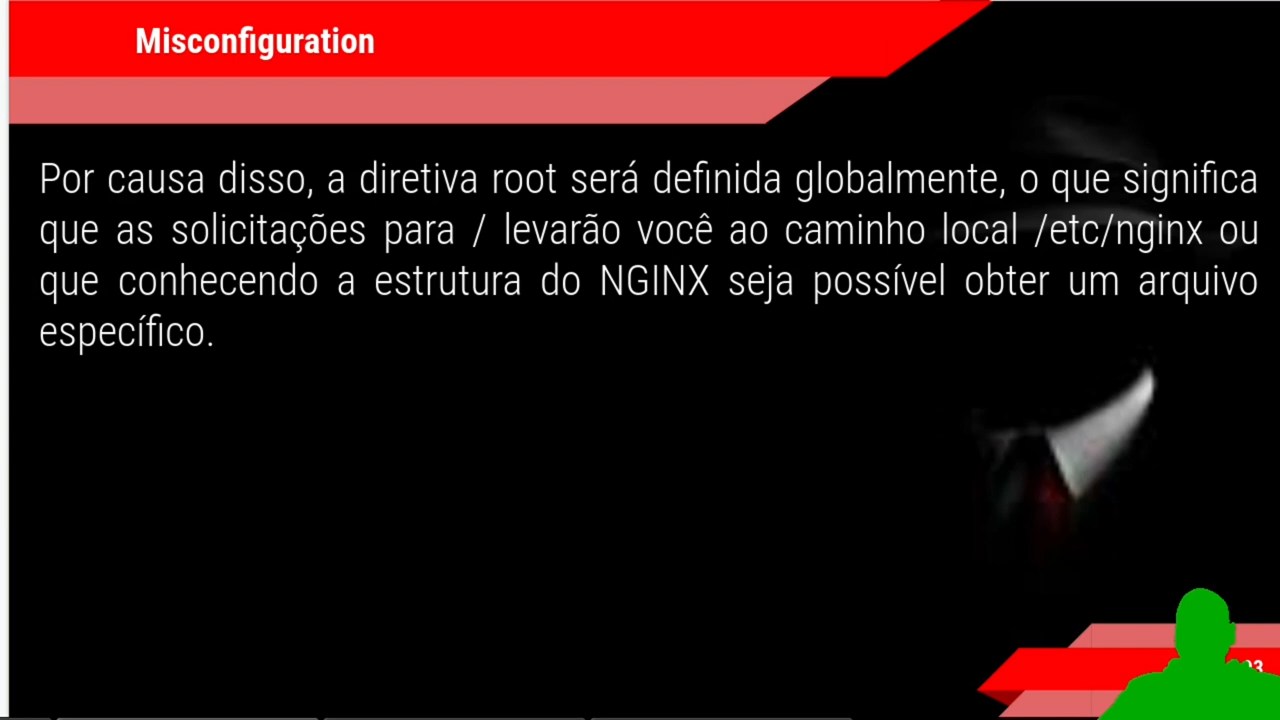 Misconfiguration
Por causa disso, a diretiva root será definida globalmente, o que significa
que as solicitações para / levarão você ao caminho local /etc/nginx ou
que conhecendo a estrutura do NGINX seja possível obter um arquivo
específico.